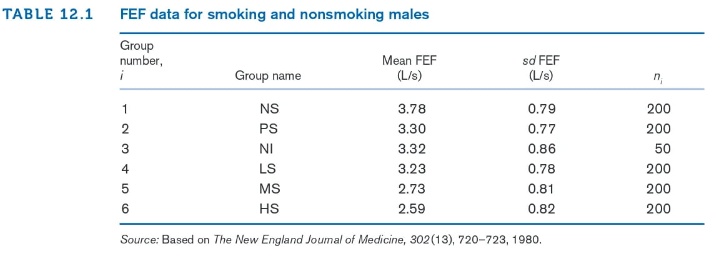 TABLE 12.1 FEF data for smoking and nonsmoking males
Group
number,
i Group name Mean FEF
(L/s) sd FEF
(L/s) nᵢ
1 NS 3.78 0.79 200
2 PS 3.30 0.77 200
3 NI 3.32 0.86 50
4 LS 3.23 0.78 200
5 MS 2.73 0.81 200
6 HS 2.59 0.82 200
Source: Based on The New England Journal of Medicine, 302(13), 720–723, 1980.